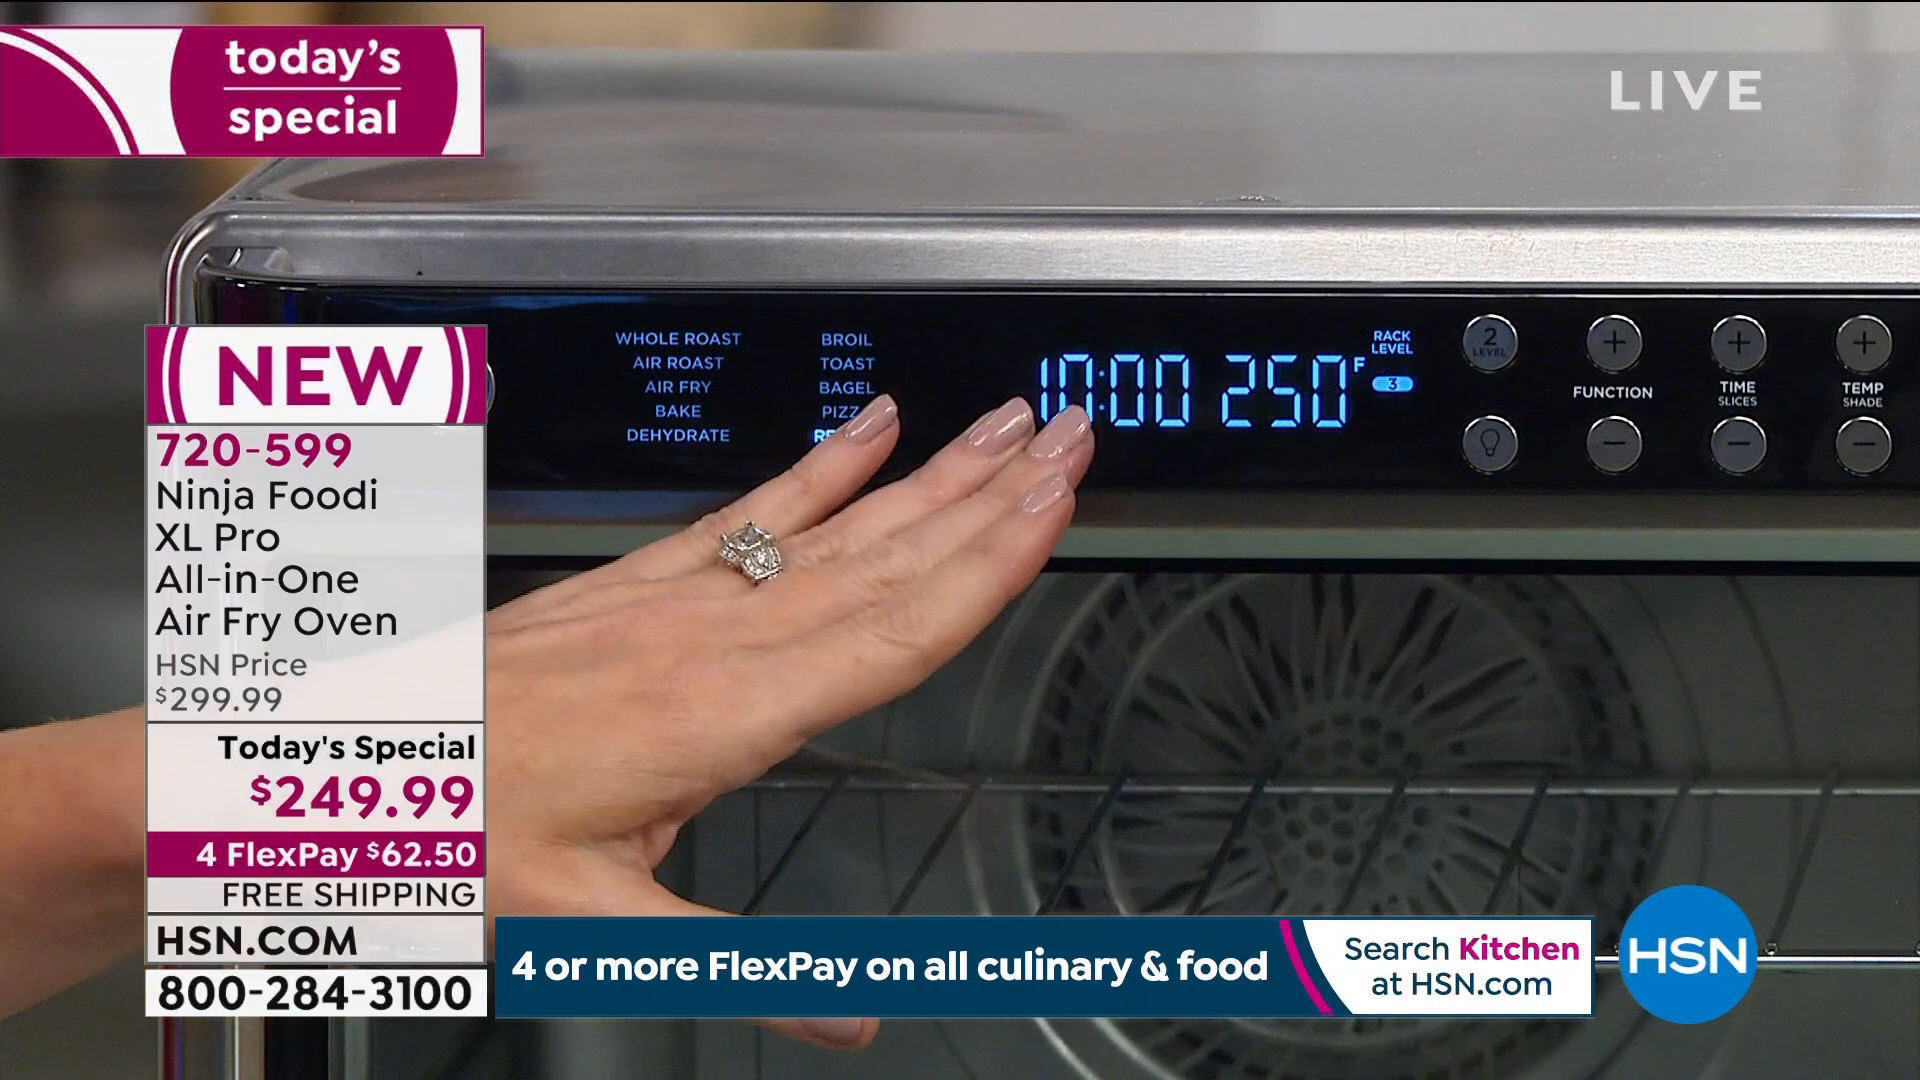 today's
special
LIVE
NEW
720-599
Ninja Foodi
XL Pro
All-in-One
Air Fry Oven
HSN Price
$299.99
Today's Special
$249.99
4 FlexPay $62.50
FREE SHIPPING
HSN.COM
800-284-3100
WHOLE ROAST
AIR ROAST
AIR FRY
BAKE
DEHYDRATE
BROIL
TOAST
BAGEL
10:00 250 F
RACK
LEVEL
3
2
LEVEL
FUNCTION
TIME
SLICES
TEMP
SHADE
4 or more FlexPay on all culinary & food
Search Kitchen
at HSN.com
HSN